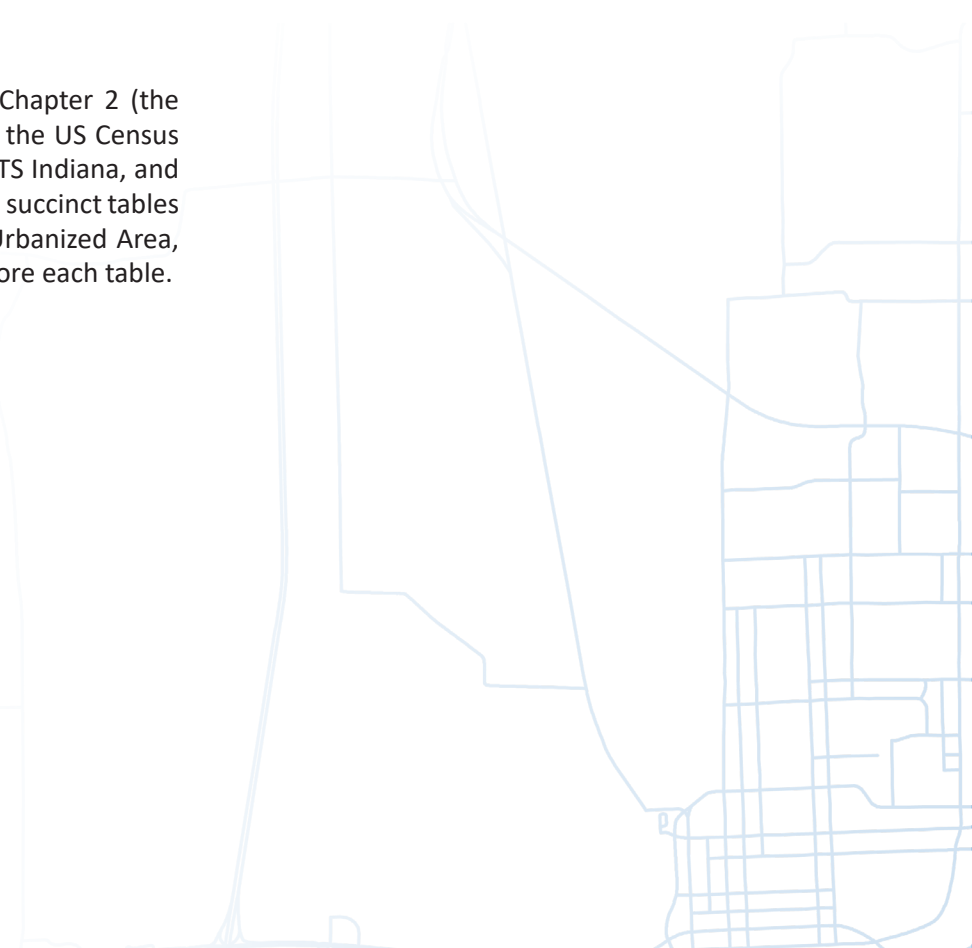 Chapter 2 (the
the US Census
TS Indiana, and
succinct tables
Urbanized Area,
ore each table.